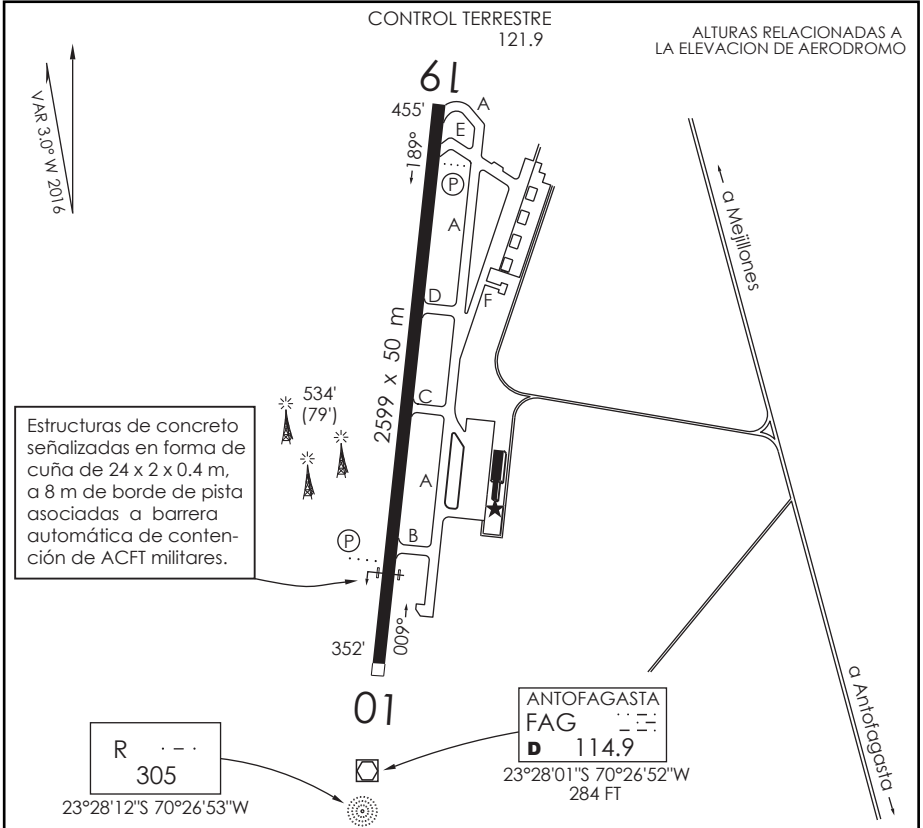 CONTROL TERRESTRE
121.9
ALTURAS RELACIONADAS A
LA ELEVACION DE AERODROMO
VAR 3.0° W 2016
19
455'
A
E
←189°
P
A
← a Mejillones
D
F
2599 x 50 m
534'
(79')
C
Estructuras de concreto
señalizadas en forma de
cuña de 24 x 2 x 0.4 m,
a 8 m de borde de pista
asociadas a barrera
automática de conten-
ción de ACFT militares.
A
P
B
009° →
352'
01
a Antofagasta →
ANTOFAGASTA
FAG
D 114.9
23°28'01"S 70°26'52"W
284 FT
R · – ·
305
23°28'12"S 70°26'53"W